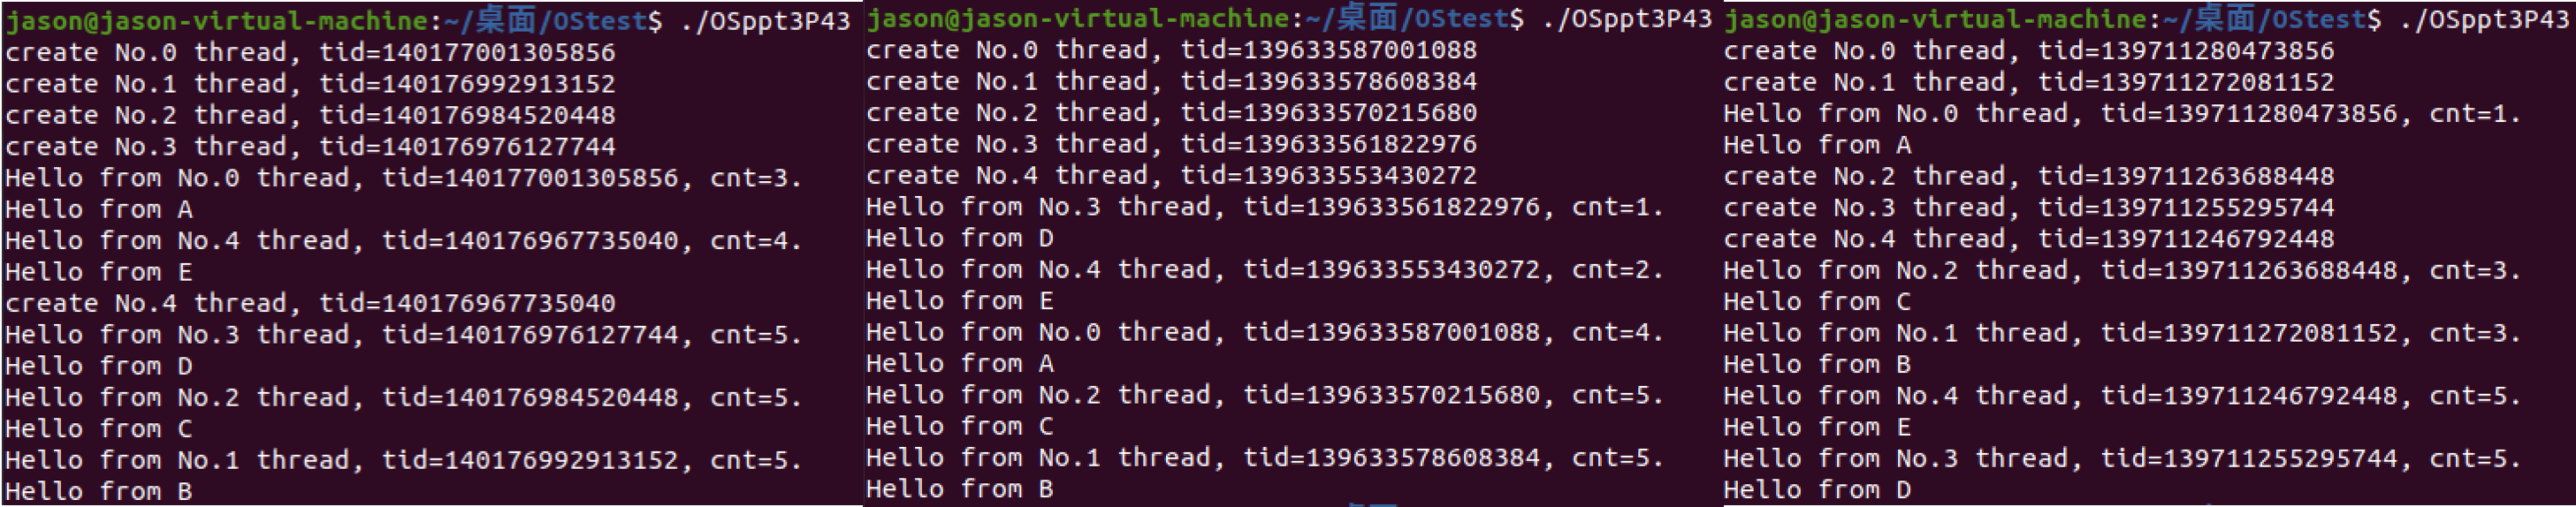 jason@jason-virtual-machine:~/桌面/OStest$ ./OSppt3P43
create No.0 thread, tid=140177001305856
create No.1 thread, tid=140176992913152
create No.2 thread, tid=140176984520448
create No.3 thread, tid=140176976127744
Hello from No.0 thread, tid=140177001305856, cnt=3.
Hello from A
Hello from No.4 thread, tid=140176967735040, cnt=4.
Hello from E
create No.4 thread, tid=140176967735040
Hello from No.3 thread, tid=140176976127744, cnt=5.
Hello from D
Hello from No.2 thread, tid=140176984520448, cnt=5.
Hello from C
Hello from No.1 thread, tid=140176992913152, cnt=5.
Hello from B
jason@jason-virtual-machine:~/桌面/OStest$ ./OSppt3P43
create No.0 thread, tid=139633587001088
create No.1 thread, tid=139633578608384
create No.2 thread, tid=139633570215680
create No.3 thread, tid=139633561822976
create No.4 thread, tid=139633553430272
Hello from No.3 thread, tid=139633561822976, cnt=1.
Hello from D
Hello from No.4 thread, tid=139633553430272, cnt=2.
Hello from E
Hello from No.0 thread, tid=139633587001088, cnt=4.
Hello from A
Hello from No.2 thread, tid=139633570215680, cnt=5.
Hello from C
Hello from No.1 thread, tid=139633578608384, cnt=5.
Hello from B
jason@jason-virtual-machine:~/桌面/OStest$ ./OSppt3P43
create No.0 thread, tid=139711280473856
create No.1 thread, tid=139711272081152
Hello from No.0 thread, tid=139711280473856, cnt=1.
Hello from A
create No.2 thread, tid=139711263688448
create No.3 thread, tid=139711255295744
create No.4 thread, tid=139711246792448
Hello from No.2 thread, tid=139711263688448, cnt=3.
Hello from C
Hello from No.1 thread, tid=139711272081152, cnt=3.
Hello from B
Hello from No.4 thread, tid=139711246792448, cnt=5.
Hello from E
Hello from No.3 thread, tid=139711255295744, cnt=5.
Hello from D